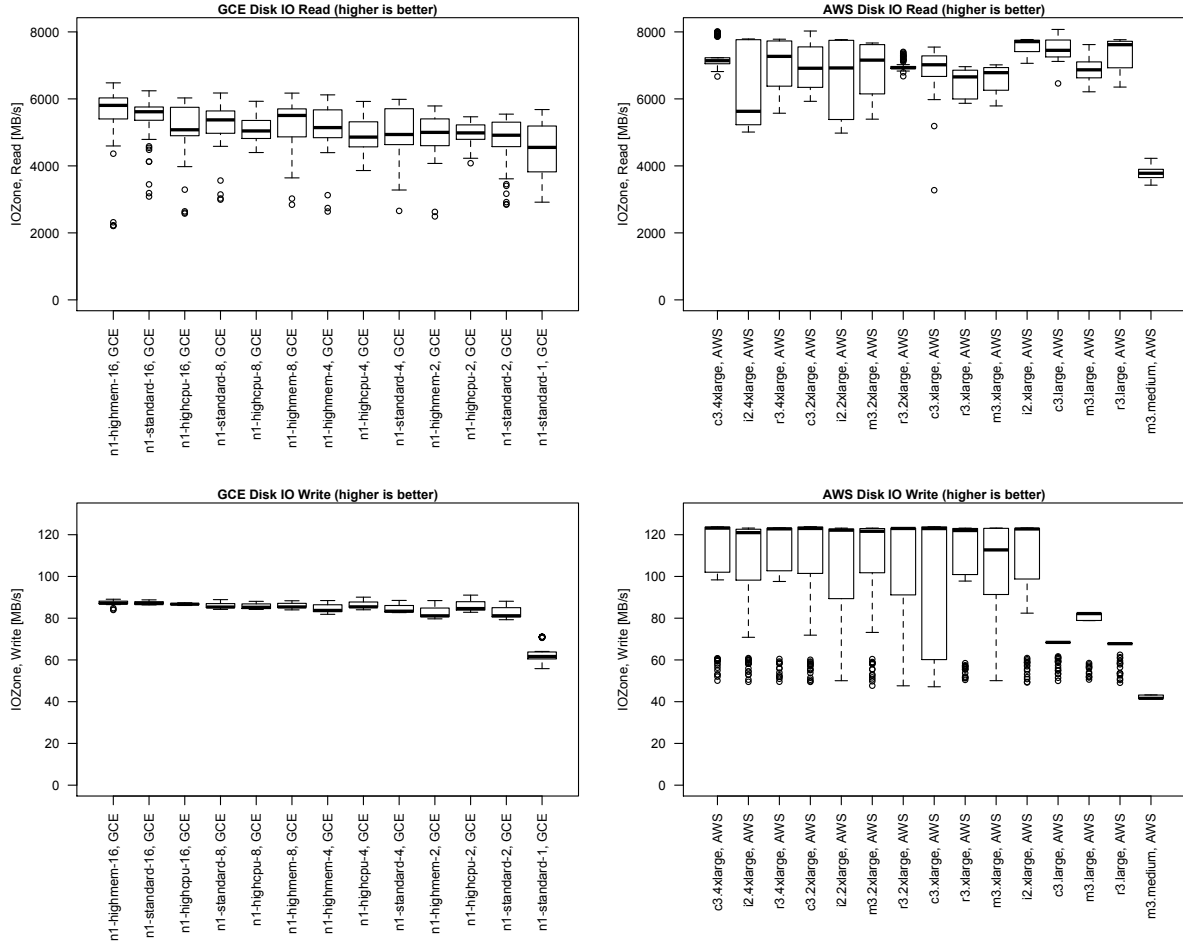 GCE Disk IO Read (higher is better)
IOZone, Read [MB/s]
8000
6000
4000
2000
0
n1-highmem-16, GCE
n1-standard-16, GCE
n1-highcpu-16, GCE
n1-standard-8, GCE
n1-highcpu-8, GCE
n1-highmem-8, GCE
n1-highmem-4, GCE
n1-highcpu-4, GCE
n1-standard-4, GCE
n1-highmem-2, GCE
n1-highcpu-2, GCE
n1-standard-2, GCE
n1-standard-1, GCE
AWS Disk IO Read (higher is better)
IOZone, Read [MB/s]
8000
6000
4000
2000
0
c3.4xlarge, AWS
i2.4xlarge, AWS
r3.4xlarge, AWS
c3.2xlarge, AWS
i2.2xlarge, AWS
m3.2xlarge, AWS
r3.2xlarge, AWS
c3.xlarge, AWS
r3.xlarge, AWS
m3.xlarge, AWS
i2.xlarge, AWS
c3.large, AWS
m3.large, AWS
r3.large, AWS
m3.medium, AWS
GCE Disk IO Write (higher is better)
IOZone, Write [MB/s]
120
100
80
60
40
20
0
n1-highmem-16, GCE
n1-standard-16, GCE
n1-highcpu-16, GCE
n1-standard-8, GCE
n1-highcpu-8, GCE
n1-highmem-8, GCE
n1-highmem-4, GCE
n1-highcpu-4, GCE
n1-standard-4, GCE
n1-highmem-2, GCE
n1-highcpu-2, GCE
n1-standard-2, GCE
n1-standard-1, GCE
AWS Disk IO Write (higher is better)
IOZone, Write [MB/s]
120
100
80
60
40
20
0
c3.4xlarge, AWS
i2.4xlarge, AWS
r3.4xlarge, AWS
c3.2xlarge, AWS
i2.2xlarge, AWS
m3.2xlarge, AWS
r3.2xlarge, AWS
c3.xlarge, AWS
r3.xlarge, AWS
m3.xlarge, AWS
i2.xlarge, AWS
c3.large, AWS
m3.large, AWS
r3.large, AWS
m3.medium, AWS